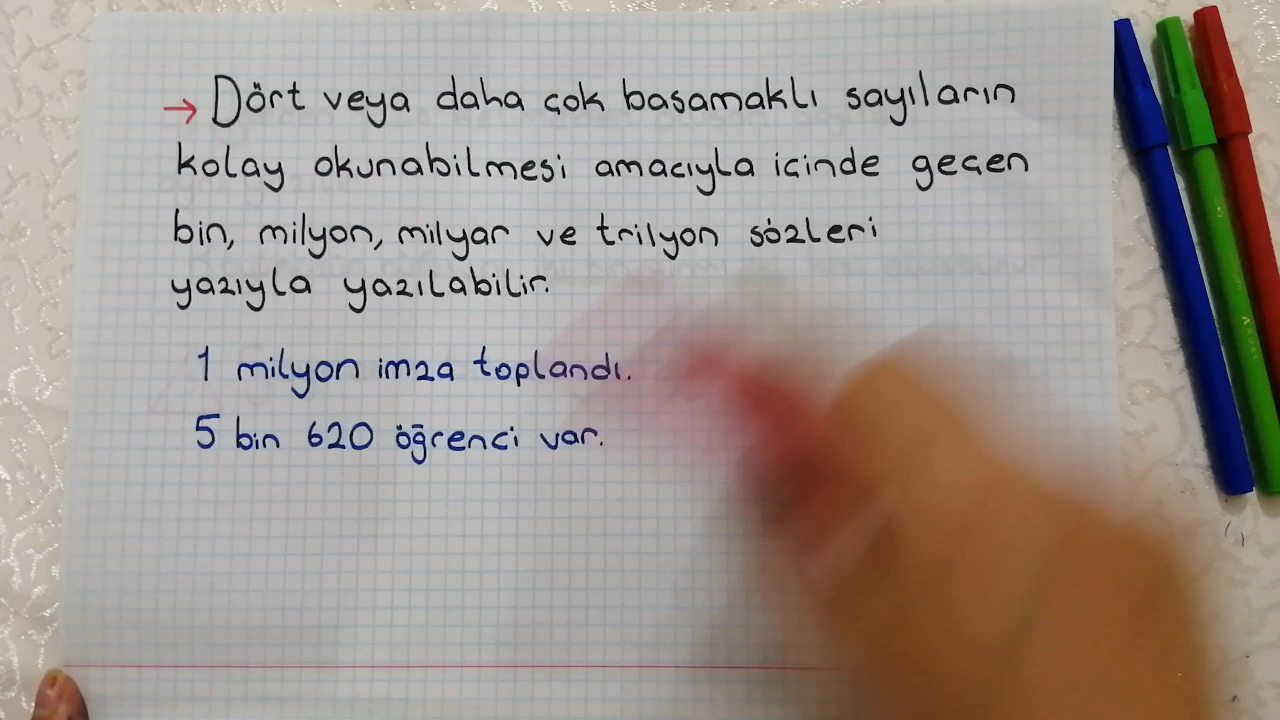 → Dört veya daha çok basamaklı sayıların
kolay okunabilmesi amacıyla içinde geçen
bin, milyon, milyar ve trilyon sözleri
yazıyla yazılabilir.
1 milyon imza toplandı.
5 bin 620 öğrenci var.